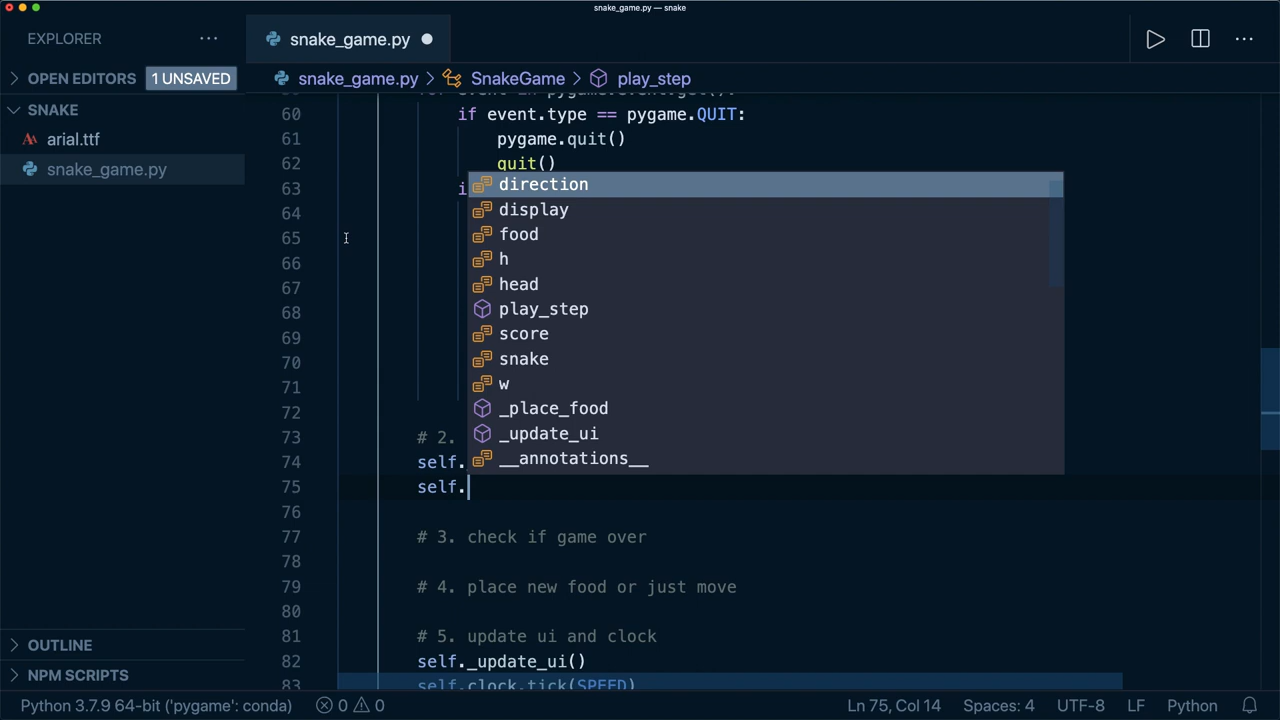 snake_game.py — snake
EXPLORER
snake_game.py
OPEN EDITORS 1 UNSAVED
snake_game.py SnakeGame play_step
SNAKE
arial.ttf
snake_game.py
60 if event.type == pygame.QUIT:
61 pygame.quit()
62 quit()
63 i
64
65
66
67
68
69
70
71
72
direction
display
food
h
head
play_step
score
snake
w
_place_food
_update_ui
__annotations__
73 # 2.
74 self.
75 self.
76
77 # 3. check if game over
78
79 # 4. place new food or just move
80
81 # 5. update ui and clock
82 self._update_ui()
83 self.clock.tick(SPEED)
OUTLINE
NPM SCRIPTS
Python 3.7.9 64-bit ('pygame': conda) 0 0 Ln 75, Col 14 Spaces: 4 UTF-8 LF Python